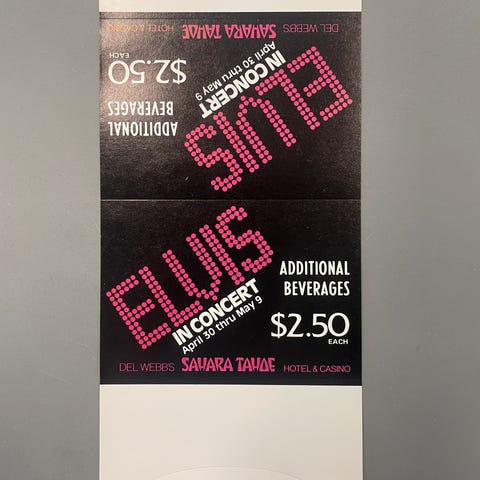 DEL WEBB'S SAHARA TAHOE HOTEL & CASINO
ELVIS
IN CONCERT
April 30 thru May 9
ADDITIONAL
BEVERAGES
$2.50
EACH
ELVIS
IN CONCERT
April 30 thru May 9
ADDITIONAL
BEVERAGES
$2.50
EACH
DEL WEBB'S SAHARA TAHOE HOTEL & CASINO